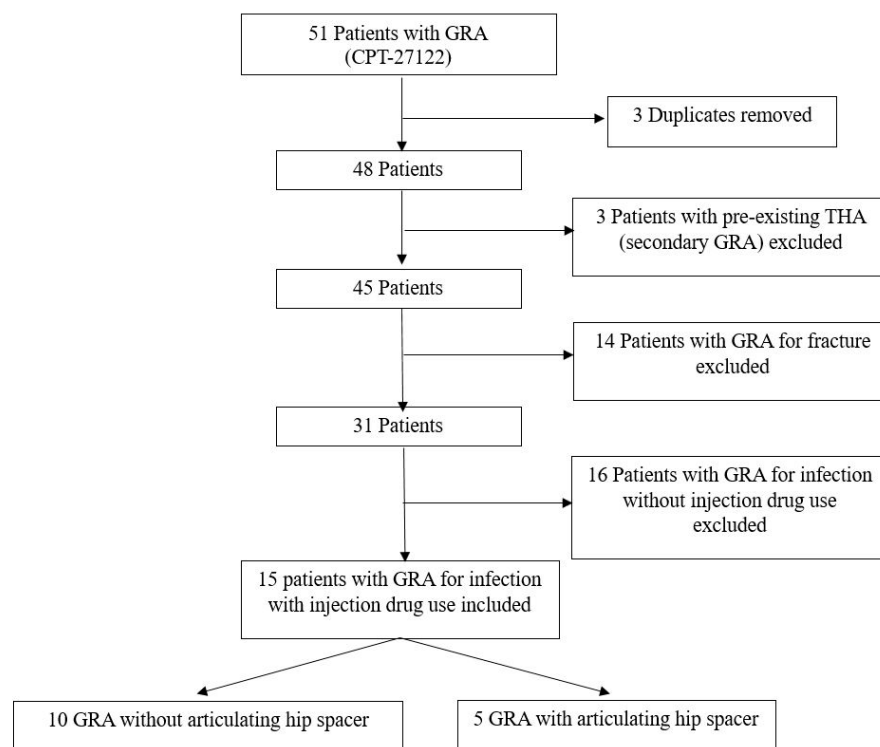 51 Patients with GRA
(CPT-27122)
3 Duplicates removed
48 Patients
3 Patients with pre-existing THA
(secondary GRA) excluded
45 Patients
14 Patients with GRA for fracture
excluded
31 Patients
16 Patients with GRA for infection
without injection drug use
excluded
15 patients with GRA for infection
with injection drug use included
10 GRA without articulating hip spacer
5 GRA with articulating hip spacer